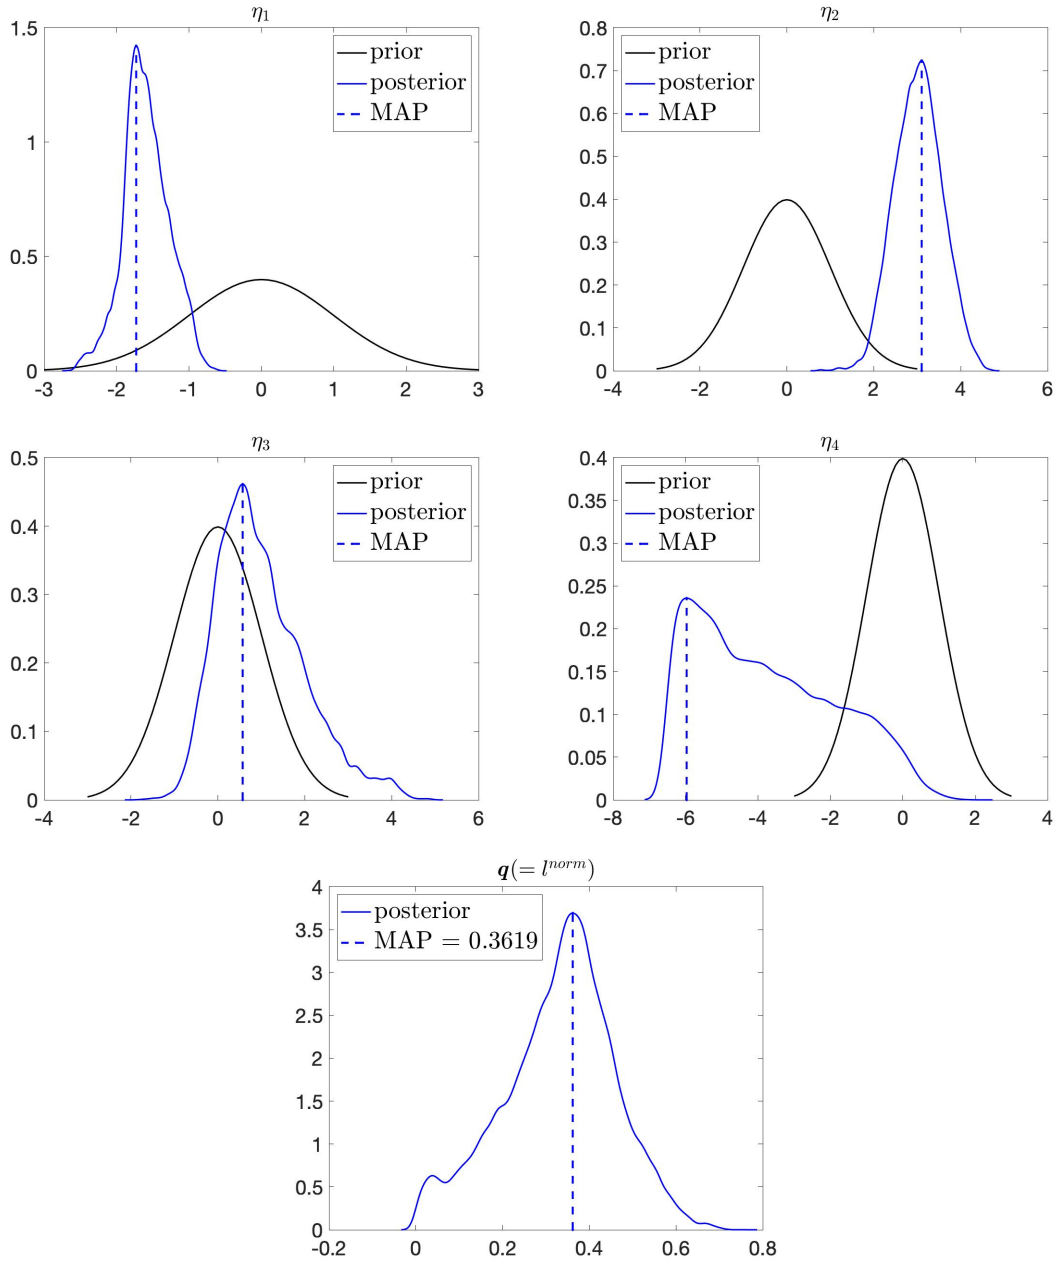 η₁
1.5
1
0.5
0
-3 -2 -1 0 1 2 3
prior
posterior
MAP
η₂
0.8
0.7
0.6
0.5
0.4
0.3
0.2
0.1
0
-4 -2 0 2 4 6
prior
posterior
MAP
η₃
0.5
0.4
0.3
0.2
0.1
0
-4 -2 0 2 4 6
prior
posterior
MAP
η₄
0.4
0.35
0.3
0.25
0.2
0.15
0.1
0.05
0
-8 -6 -4 -2 0 2 4
prior
posterior
MAP
q(= lⁿᵒʳᵐ)
4
3.5
3
2.5
2
1.5
1
0.5
0
-0.2 0 0.2 0.4 0.6 0.8
posterior
MAP = 0.3619